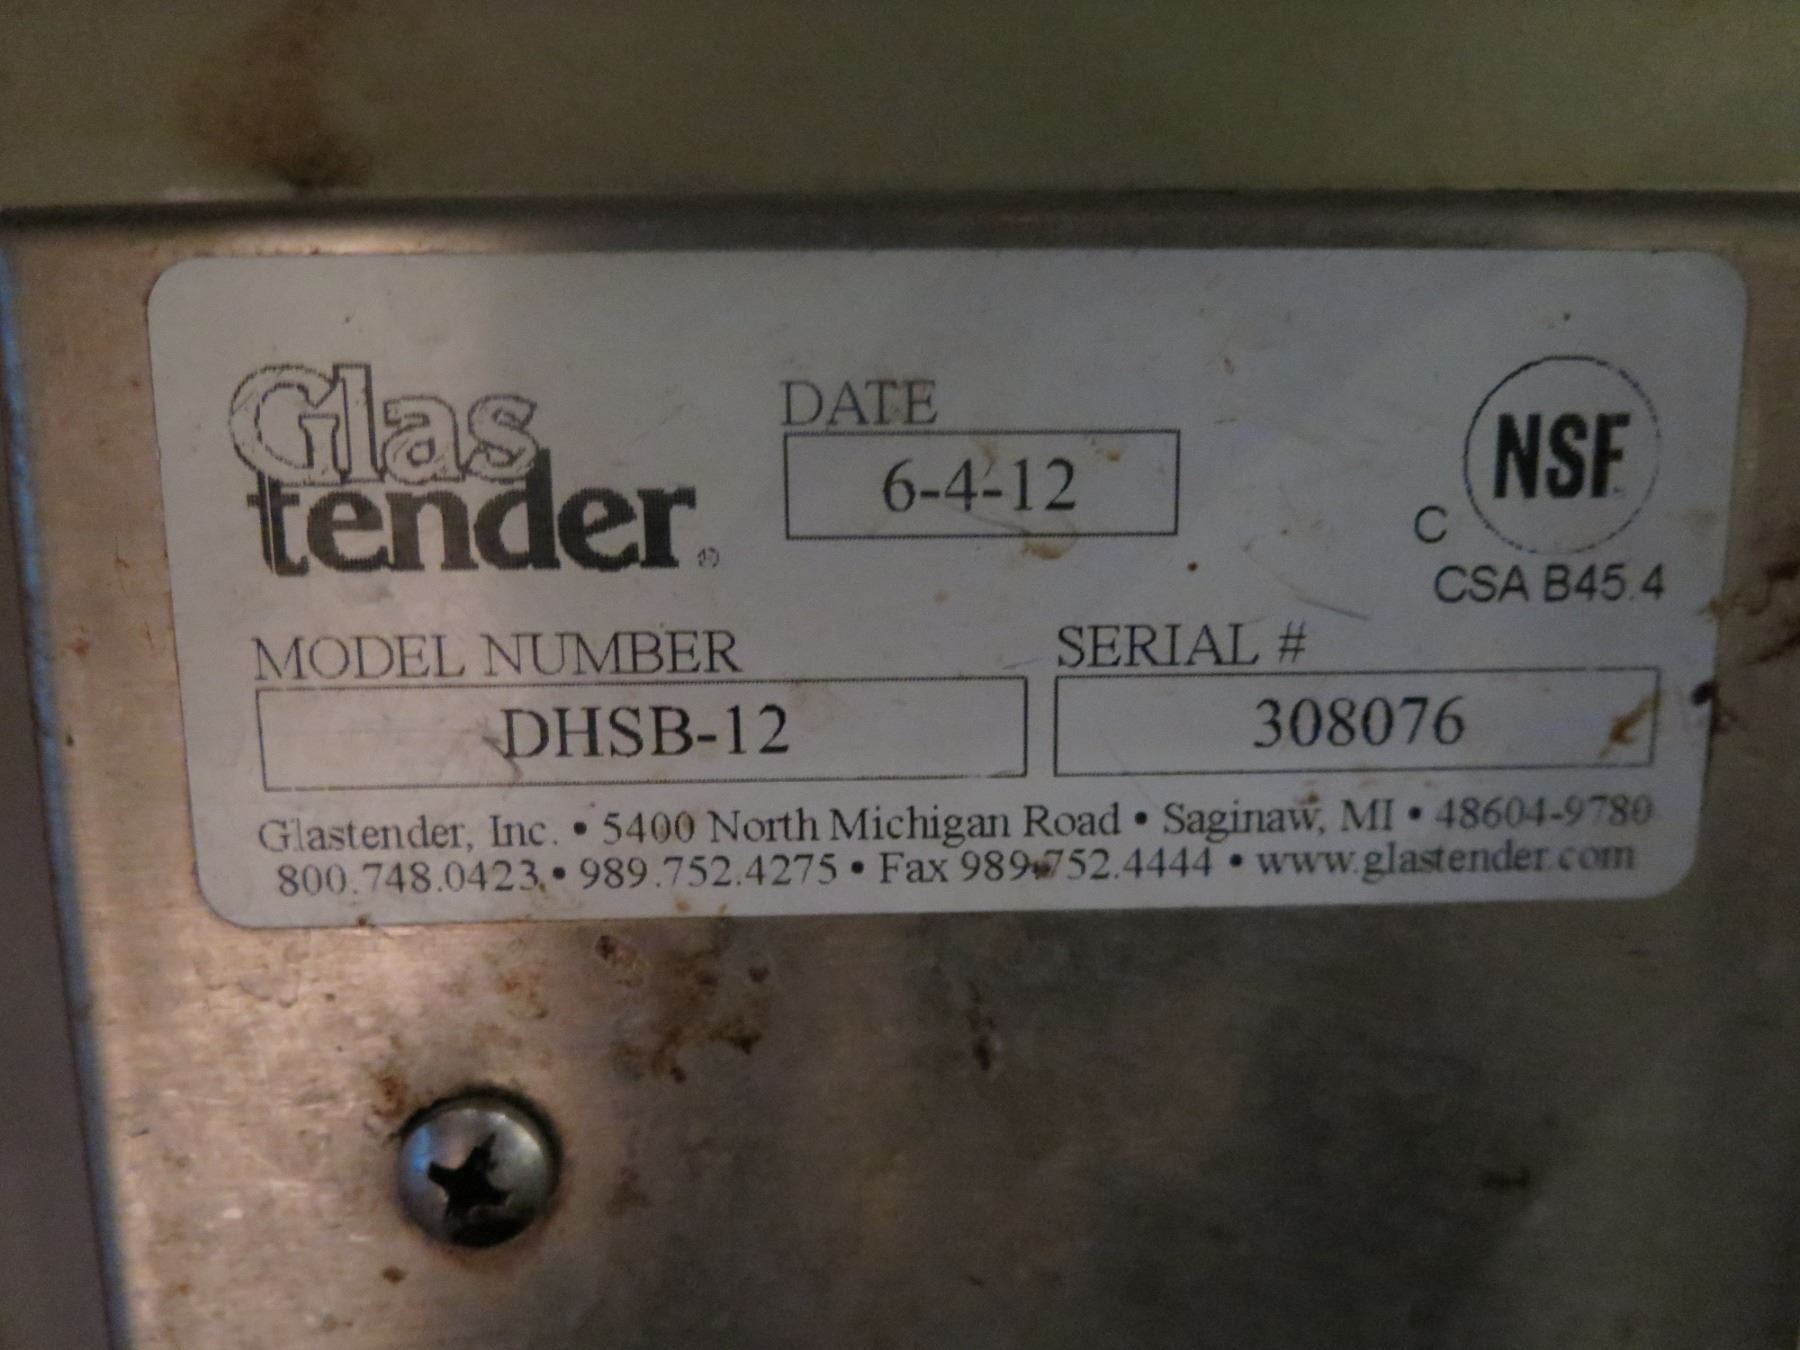 Glas
tender®
DATE
6-4-12
C NSF
CSA B45.4
MODEL NUMBER
DHSB-12
SERIAL #
308076
Glastender, Inc. • 5400 North Michigan Road • Saginaw, MI • 48604-9780
800.748.0423 • 989.752.4275 • Fax 989.752.4444 • www.glastender.com